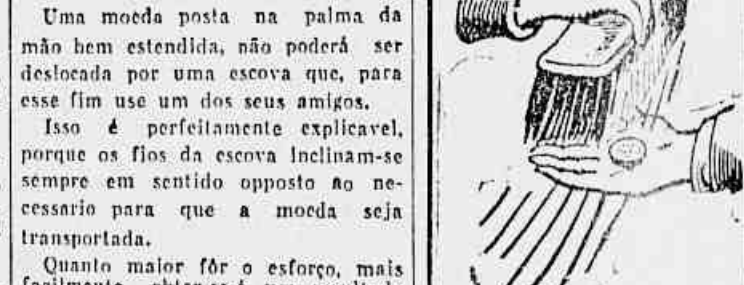 Uma moeda posta na palma da
mão bem estendida, não poderá ser
deslocada por uma escova que, para
esse fim use um dos seus amigos.
Isso é perfeitamente explicavel,
porque os fios da escova inclinam-se
sempre em sentido opposto ao ne-
cessario para que a moeda seja
transportada.
Quanto maior fôr o esforço, mais
facilmente